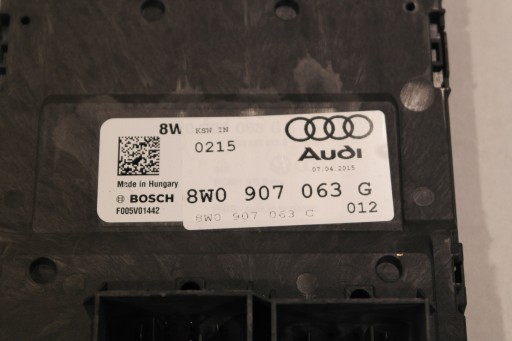 8W
KSW IN
0215
Audi
07.04.2015
Made in Hungary
BOSCH
F005V01442
8W0 907 063 G
8W0 907 063 C
012